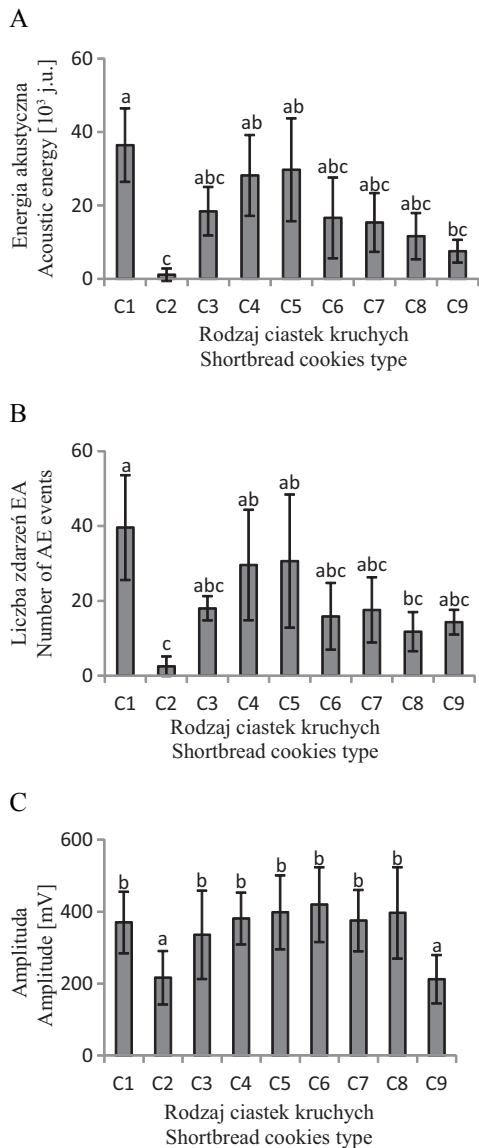 A
Energia akustyczna
Acoustic energy [10³ j.u.]
60
40
20
0
a
c
abc
ab
ab
abc
abc
abc
bc
C1 C2 C3 C4 C5 C6 C7 C8 C9
Rodzaj ciastek kruchych
Shortbread cookies type
B
Liczba zdarzeń EA
Number of AE events
60
40
20
0
a
c
abc
ab
ab
abc
abc
bc
abc
C1 C2 C3 C4 C5 C6 C7 C8 C9
Rodzaj ciastek kruchych
Shortbread cookies type
C
Amplituda
Amplitude [mV]
600
400
200
0
b
a
b
b
b
b
b
b
a
C1 C2 C3 C4 C5 C6 C7 C8 C9
Rodzaj ciastek kruchych
Shortbread cookies type